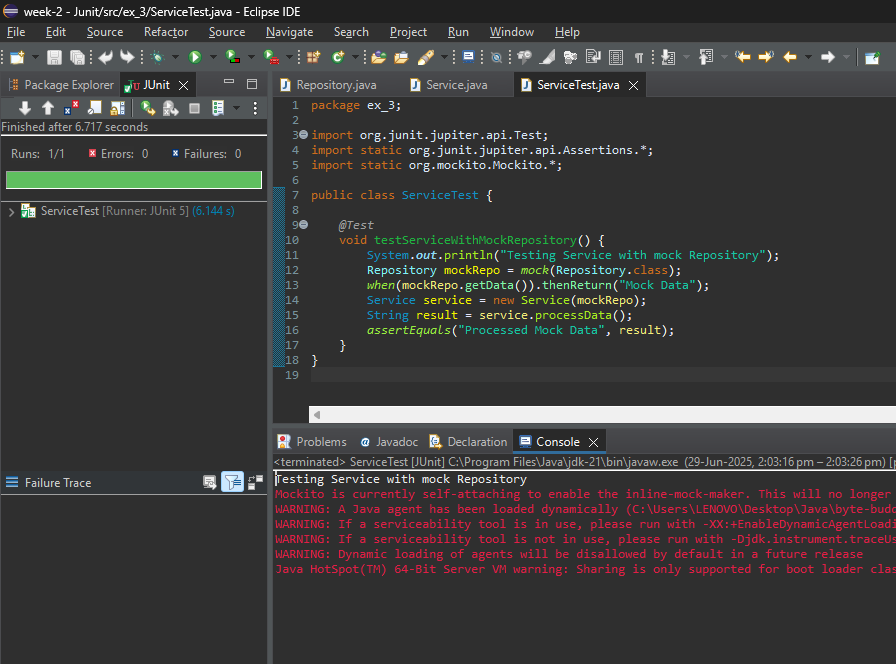 week-2 - Junit/src/ex_3/ServiceTest.java - Eclipse IDE
File Edit Source Refactor Source Navigate Search Project Run Window Help
Package Explorer JUnit
Finished after 6.717 seconds
Runs: 1/1 Errors: 0 Failures: 0
ServiceTest [Runner: JUnit 5] (6.144 s)
Failure Trace
Repository.java Service.java ServiceTest.java
1 package ex_3;
2
3 import org.junit.jupiter.api.Test;
4 import static org.junit.jupiter.api.Assertions.*;
5 import static org.mockito.Mockito.*;
6
7 public class ServiceTest {
8
9 @Test
10 void testServiceWithMockRepository() {
11 System.out.println("Testing Service with mock Repository");
12 Repository mockRepo = mock(Repository.class);
13 when(mockRepo.getData()).thenReturn("Mock Data");
14 Service service = new Service(mockRepo);
15 String result = service.processData();
16 assertEquals("Processed Mock Data", result);
17 }
18 }
19
Problems Javadoc Declaration Console
<terminated> ServiceTest [JUnit] C:\Program Files\Java\jdk-21\bin\javaw.exe (29-Jun-2025, 2:03:16 pm – 2:03:26 pm) [p
Testing Service with mock Repository
Mockito is currently self-attaching to enable the inline-mock-maker. This will no longer
WARNING: A Java agent has been loaded dynamically (C:\Users\LENOVO\Desktop\Java\byte-budd
WARNING: If a serviceability tool is in use, please run with -XX:+EnableDynamicAgentLoadi
WARNING: If a serviceability tool is not in use, please run with -Djdk.instrument.traceUs
WARNING: Dynamic loading of agents will be disallowed by default in a future release
Java HotSpot(TM) 64-Bit Server VM warning: Sharing is only supported for boot loader clas